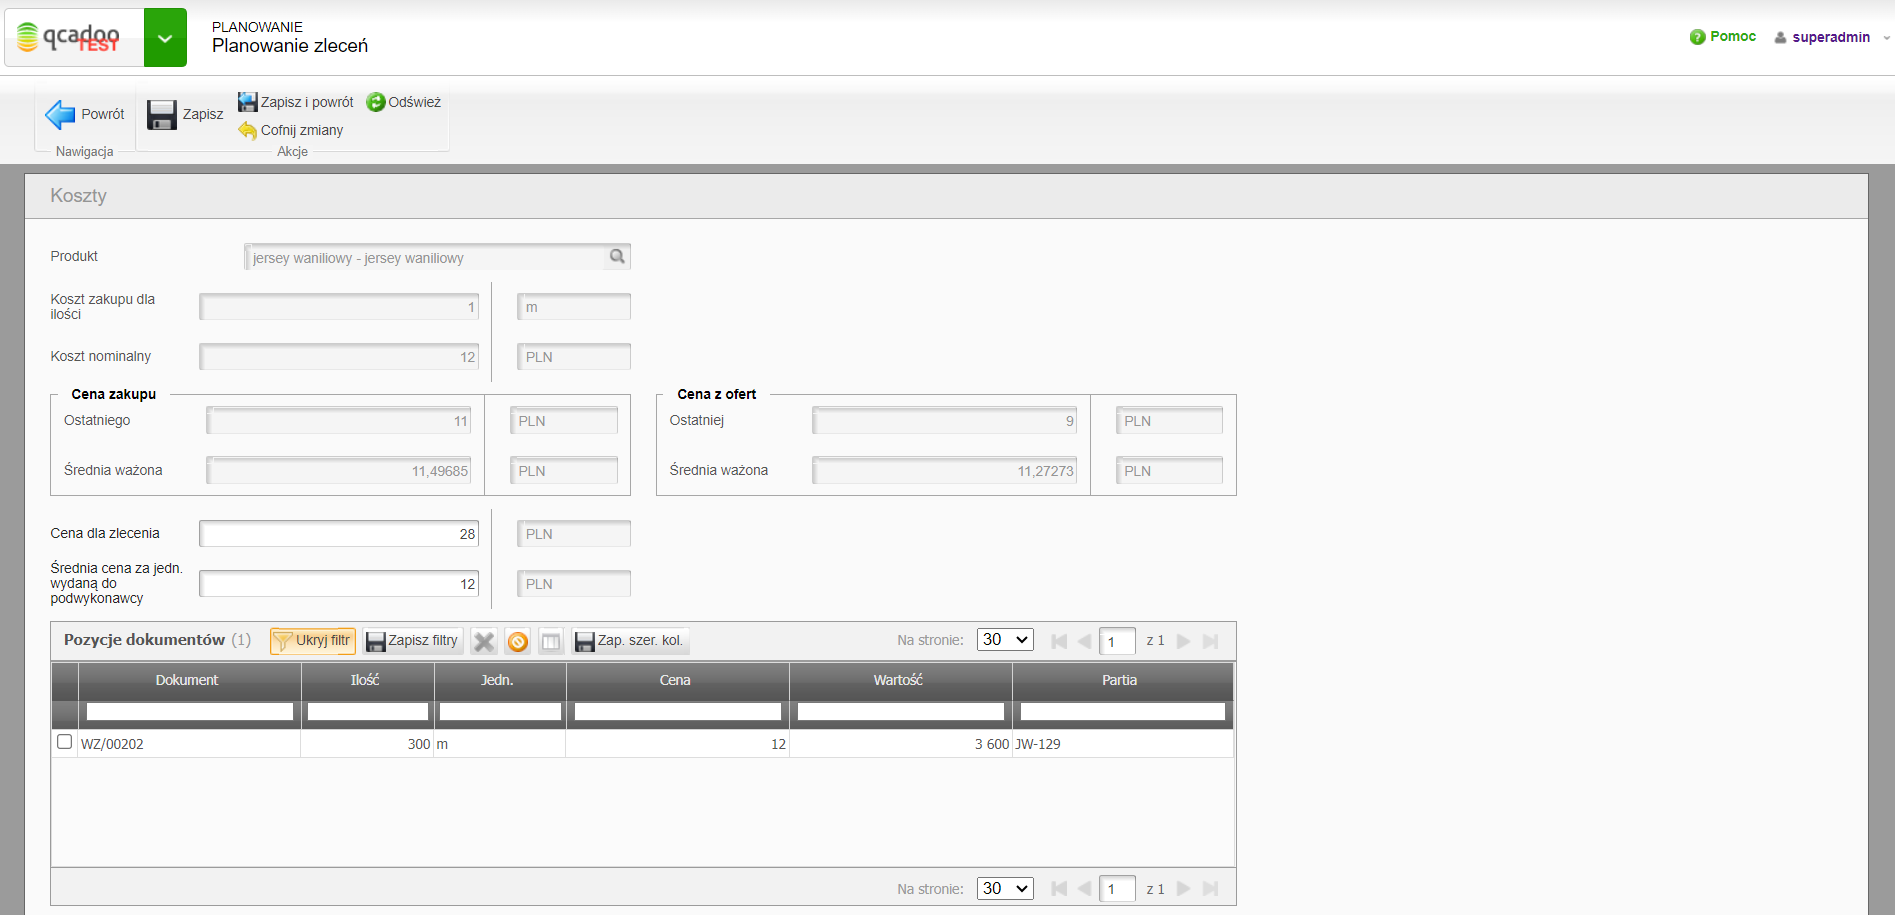 qcadoo
TEST
PLANOWANIE
Planowanie zleceń
Pomoc
superadmin
Powrót
Nawigacja
Zapisz
Zapisz i powrót
Odśwież
Cofnij zmiany
Akcje
Koszty
Produkt
jersey waniliowy - jersey waniliowy
Koszt zakupu dla
ilości
1
m
Koszt nominalny
12
PLN
Cena zakupu
Ostatniego
11
PLN
Średnia ważona
11,49685
PLN
Cena z ofert
Ostatniej
9
PLN
Średnia ważona
11,27273
PLN
Cena dla zlecenia
28
PLN
Średnia cena za jedn.
wydaną do
podwykonawcy
12
PLN
Pozycje dokumentów (1)
Ukryj filtr
Zapisz filtry
Zap. szer. kol.
Na stronie: 30
1 z 1
Dokument Ilość Jedn. Cena Wartość Partia
WZ/00202 300 m 12 3 600 JW-129
Na stronie: 30
1 z 1